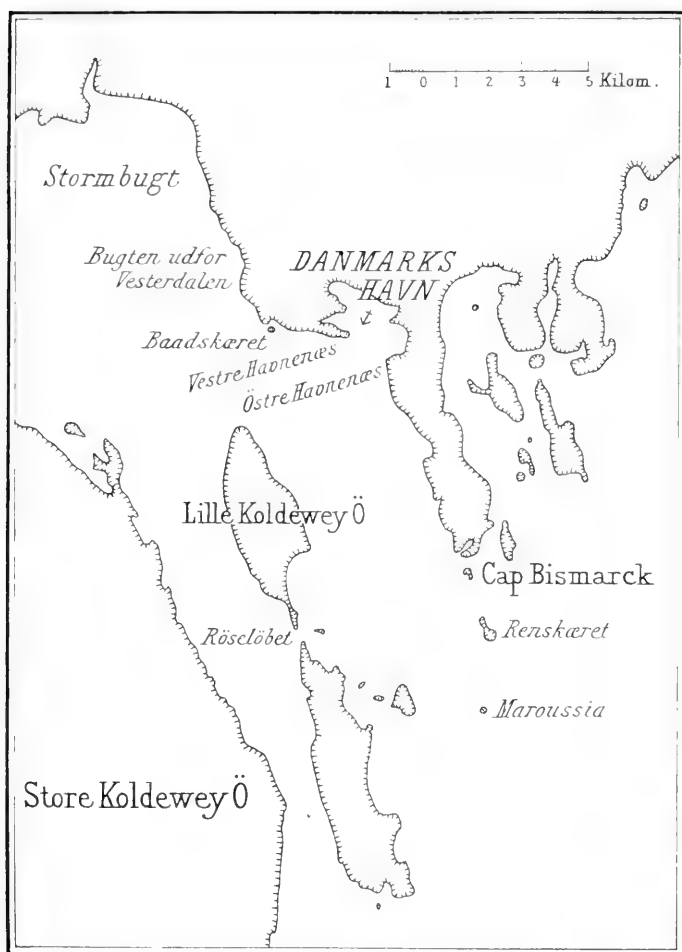 1 0 1 2 3 4 5 Kilom.
Stormbugt
Bugten udfor
Vesterdalen
DANMARKS
HAVN
Baadskæret
Vestre Havnenæs
Östre Havnenæs
Lille Koldewey Ö
Cap Bismarck
Röselöbet
Renskæret
Maroussia
Store Koldewey Ö